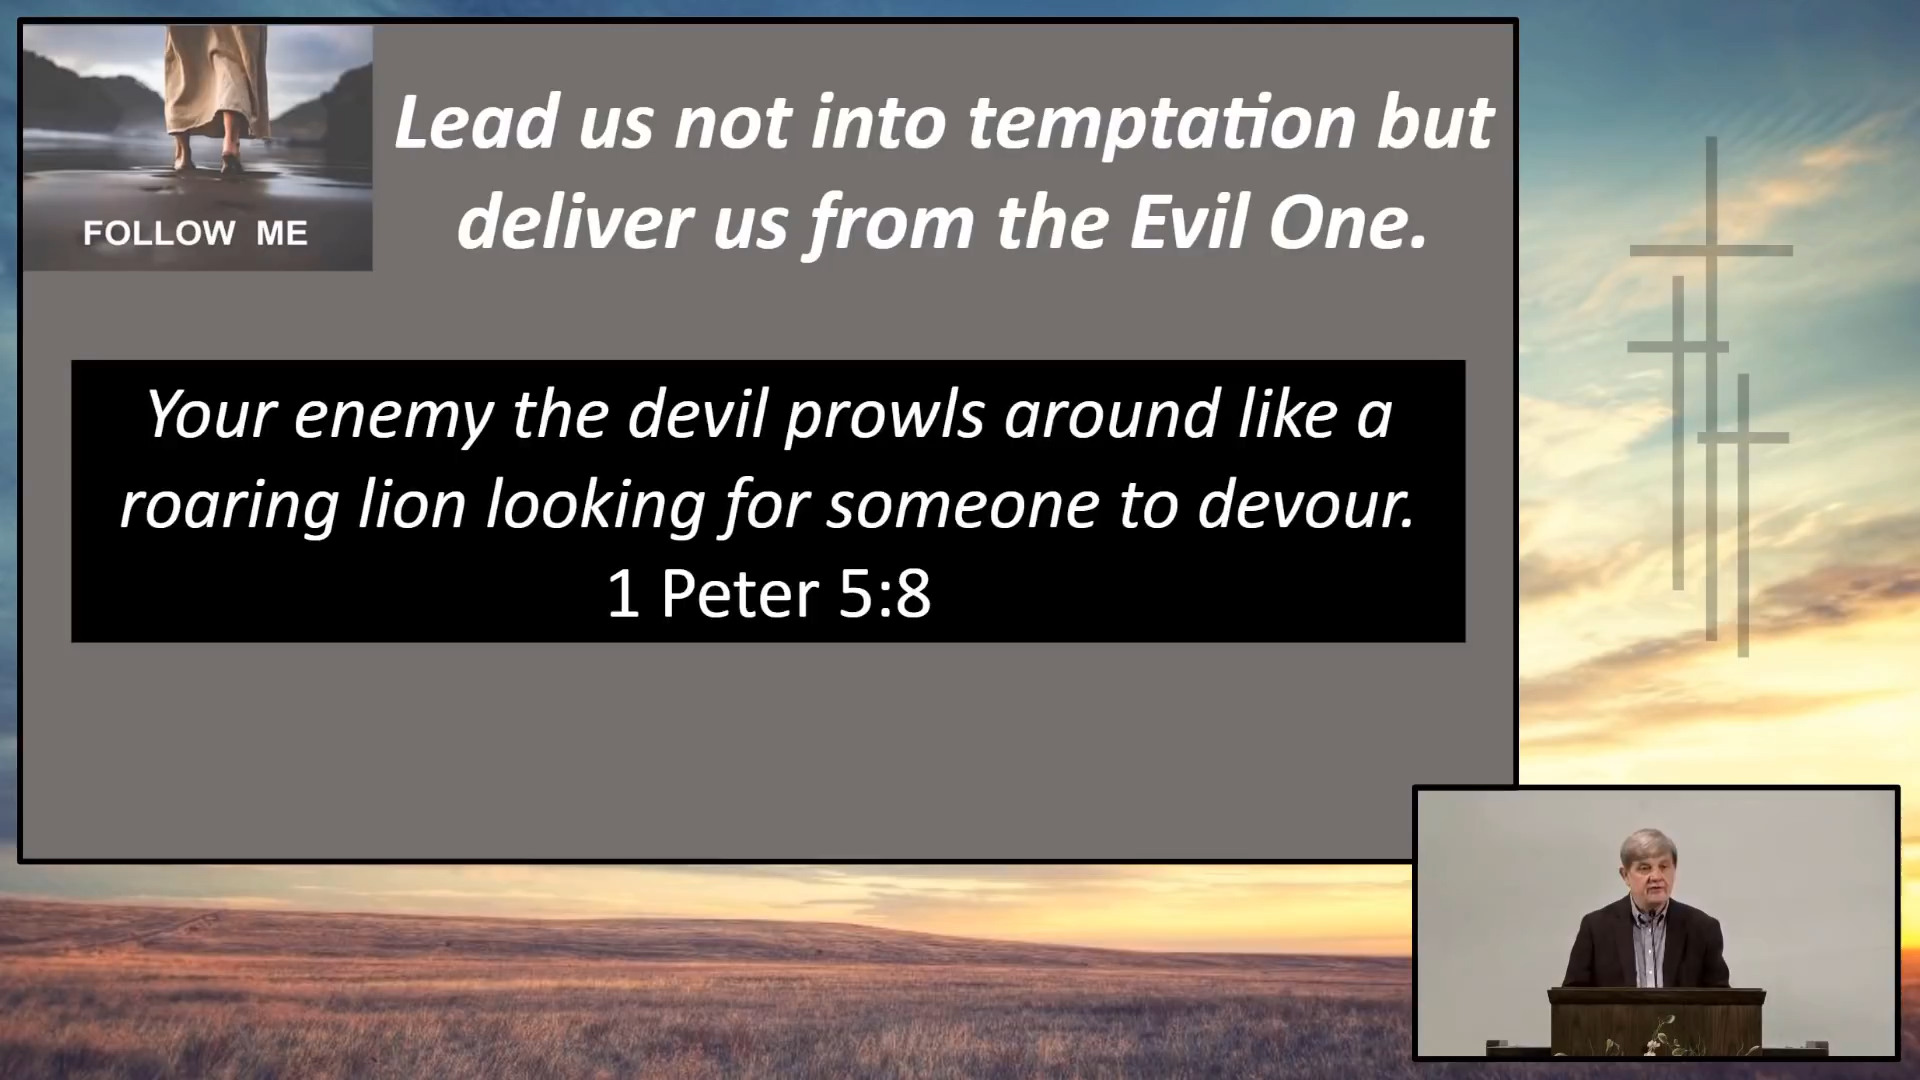 FOLLOW ME
Lead us not into temptation but
deliver us from the Evil One.
Your enemy the devil prowls around like a
roaring lion looking for someone to devour.
1 Peter 5:8